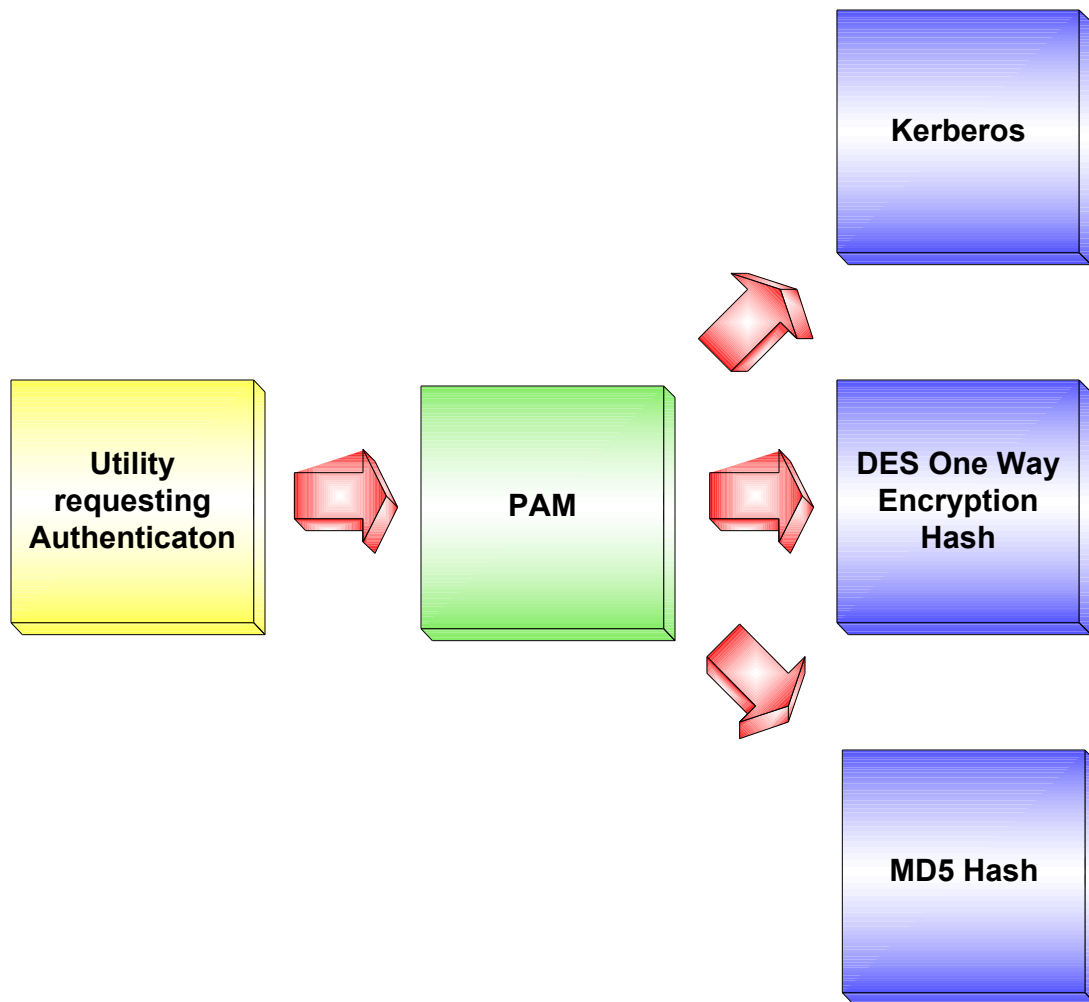 Kerberos
Utility
requesting
Authenticaton
PAM
DES One Way
Encryption
Hash
MD5 Hash